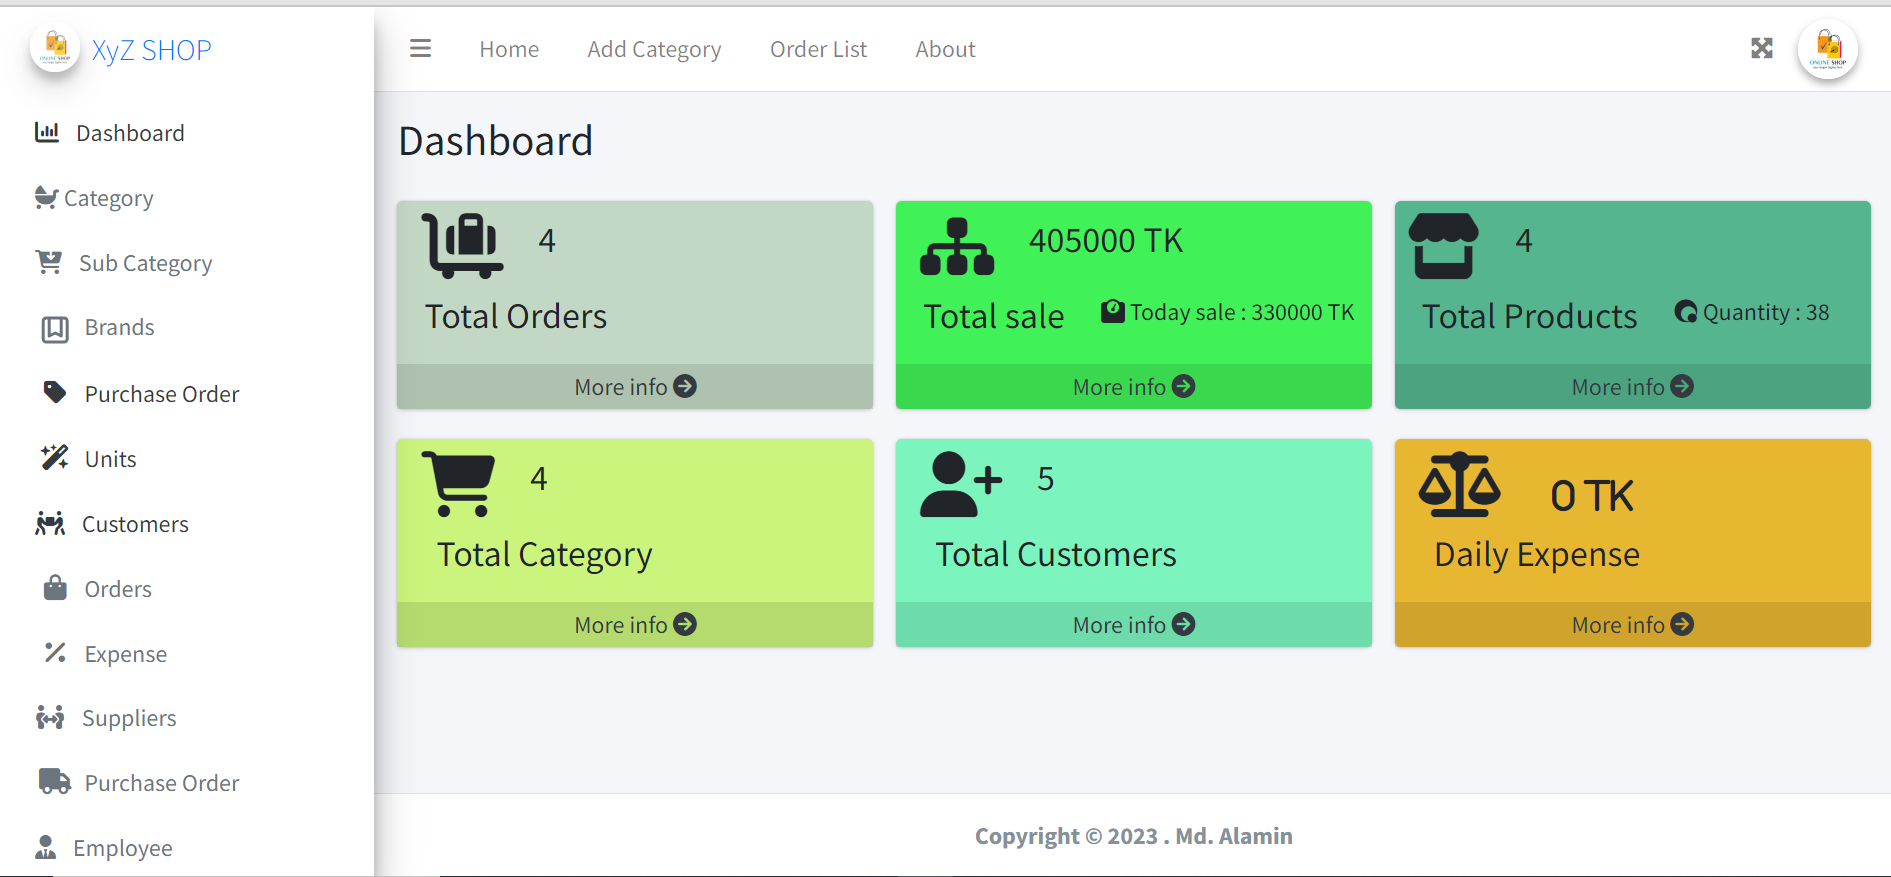 XyZ SHOP
Home
Add Category
Order List
About
ONLINE SHOP
ONLINE SHOP
Dashboard
Category
Sub Category
Brands
Purchase Order
Units
Customers
Orders
Expense
Suppliers
Purchase Order
Employee
Dashboard
4
Total Orders
More info
405000 TK
Total sale
Today sale : 330000 TK
More info
4
Total Products
Quantity : 38
More info
4
Total Category
More info
5
Total Customers
More info
0 TK
Daily Expense
More info
Copyright © 2023 . Md. Alamin